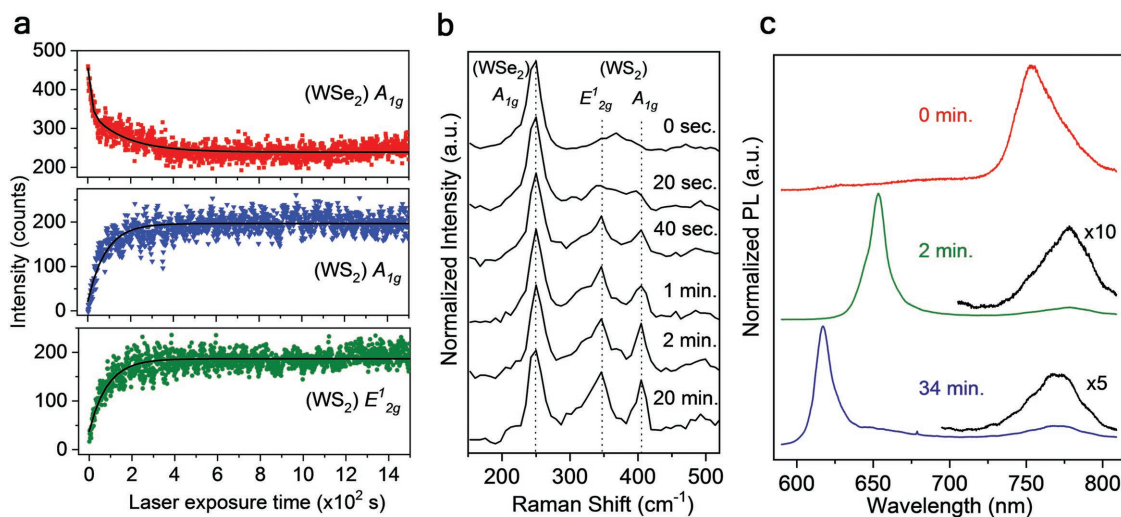 a
500
400
300
200
(WSe₂) A₁g
200
100
0
(WS₂) A₁g
200
100
0
(WS₂) E¹₂g
Intensity (counts)
0 2 4 6 8 10 12 14
Laser exposure time (x10² s)
b
(WSe₂) (WS₂)
A₁g E¹₂g A₁g
0 sec.
20 sec.
40 sec.
1 min.
2 min.
20 min.
Normalized Intensity (a.u.)
200 300 400 500
Raman Shift (cm⁻¹)
c
0 min.
2 min.
x10
34 min.
x5
Normalized PL (a.u.)
600 650 700 750 800
Wavelength (nm)